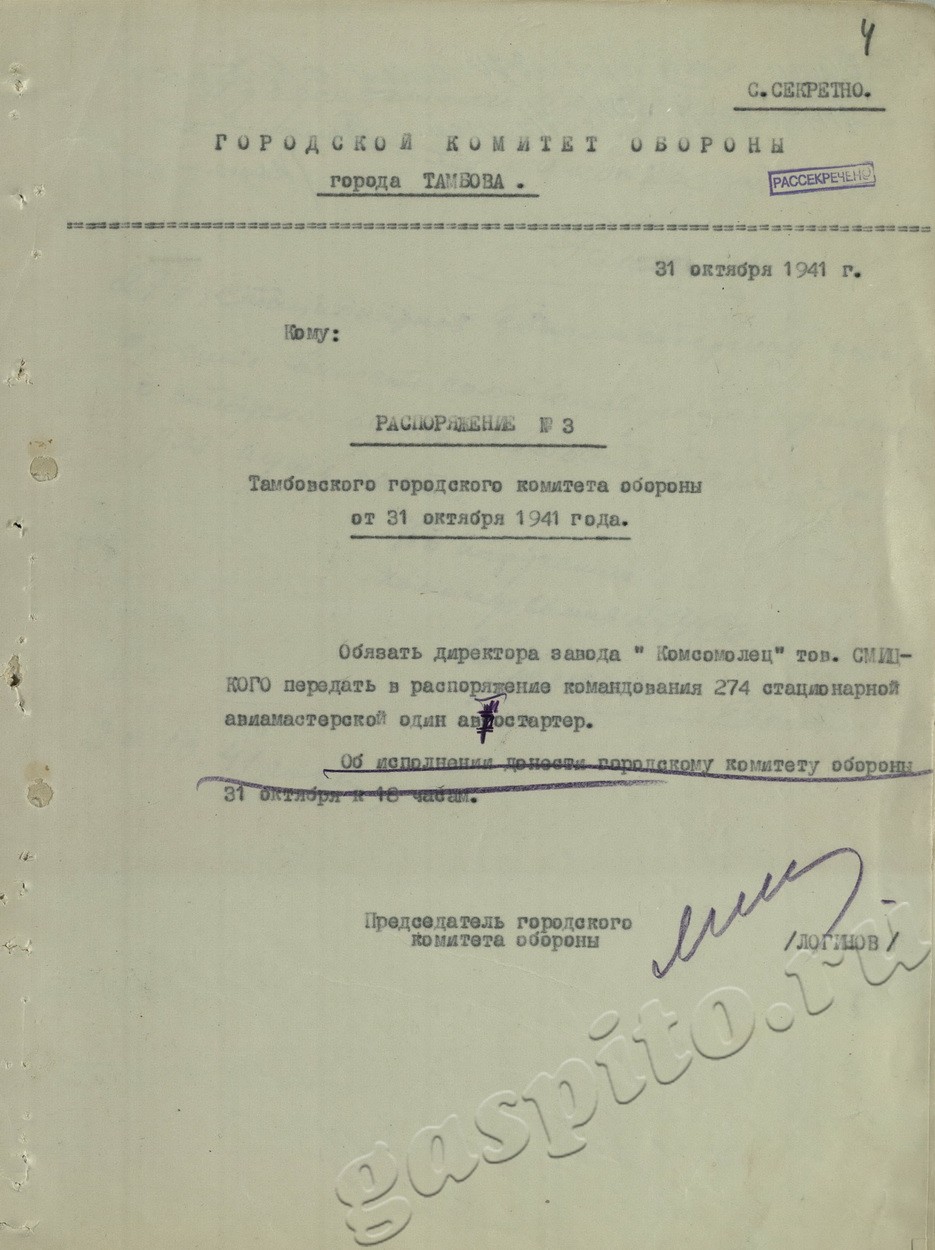 4
С. СЕКРЕТНО.
ГОРОДСКОЙ КОМИТЕТ ОБОРОНЫ
города ТАМБОВА .
РАССЕКРЕЧЕНО
31 октября 1941 г.
Кому:
РАСПОРЯЖЕНИЕ № 3
Тамбовского городского комитета обороны
от 31 октября 1941 года.
Обязать директора завода " Комсомолец" тов. СМИЦ-
КОГО передать в распоряжение командования 274 стационарной
авиамастерской один автостартер.
Об исполнении донести городскому комитету обороны
31 октября к 18 часам.
Председатель городского
комитета обороны
/ЛОГИНОВ/
gaspito.ru